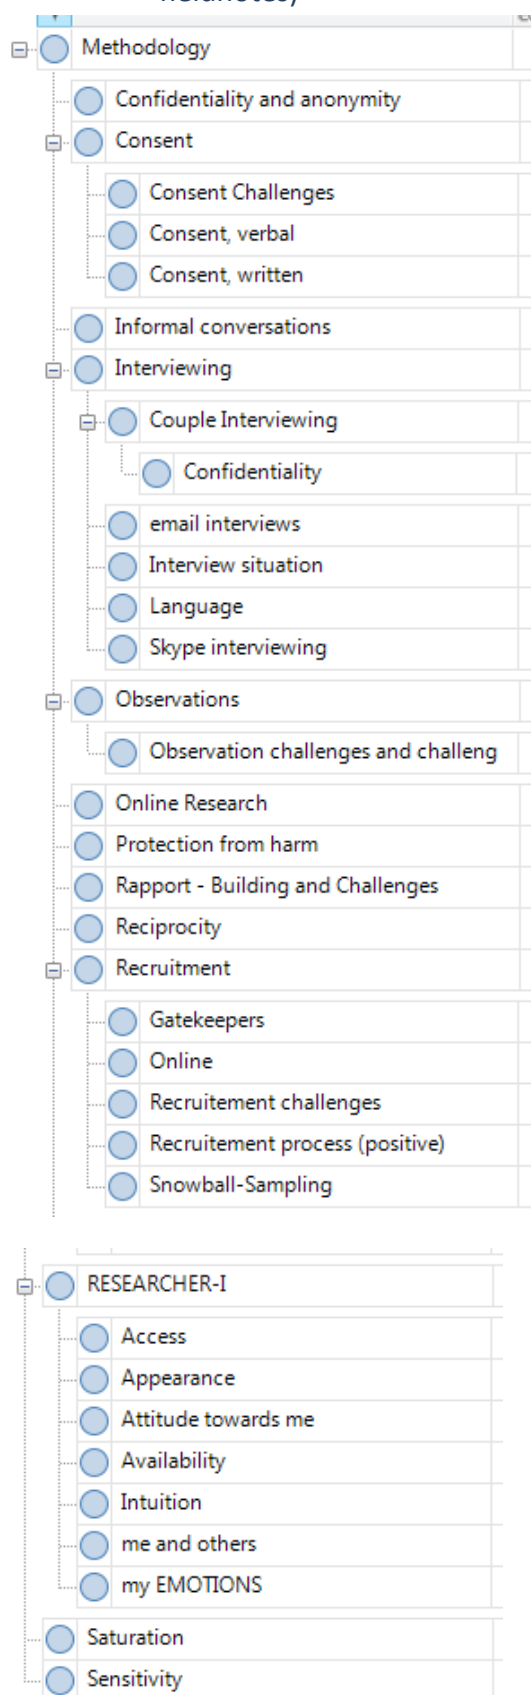 fieldnotes)
Methodology
Confidentiality and anonymity
Consent
Consent Challenges
Consent, verbal
Consent, written
Informal conversations
Interviewing
Couple Interviewing
Confidentiality
email interviews
Interview situation
Language
Skype interviewing
Observations
Observation challenges and challeng
Online Research
Protection from harm
Rapport - Building and Challenges
Reciprocity
Recruitment
Gatekeepers
Online
Recruitement challenges
Recruitement process (positive)
Snowball-Sampling
RESEARCHER-I
Access
Appearance
Attitude towards me
Availability
Intuition
me and others
my EMOTIONS
Saturation
Sensitivity